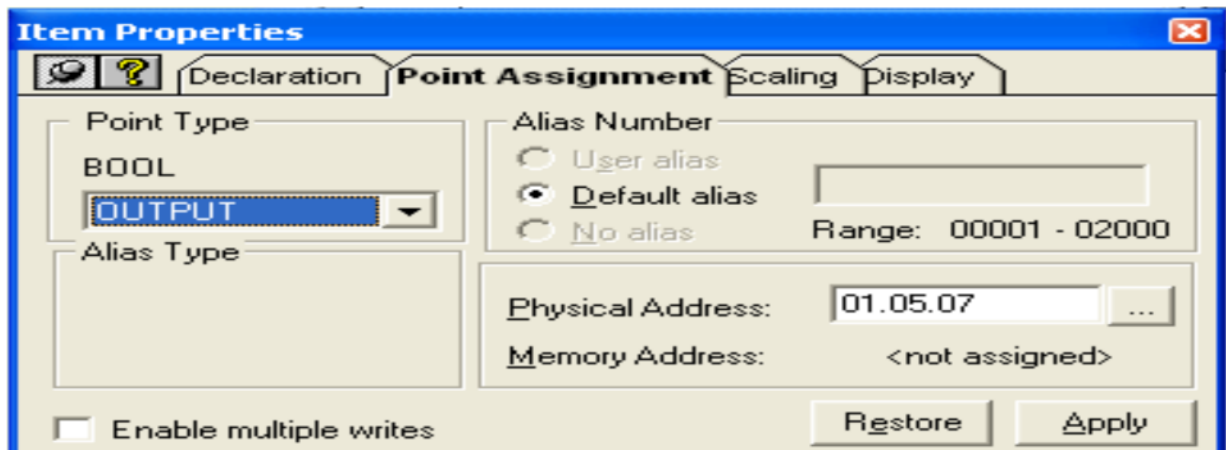 Item Properties
? Declaration Point Assignment Scaling Display
Point Type
BOOL
OUTPUT
Alias Type
Alias Number
User alias
Default alias
No alias
Range: 00001 - 02000
Physical Address: 01.05.07 ...
Memory Address: <not assigned>
Enable multiple writes
Restore Apply